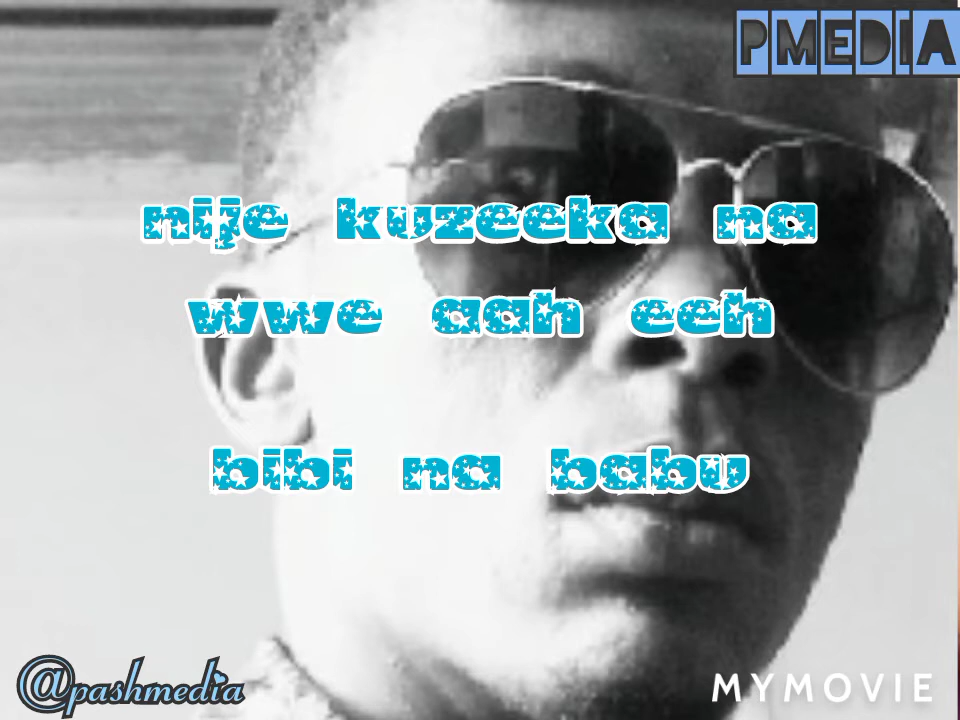 PMEDIA
nije kuzeeka na
wwe aah eeh
bibi na babu
@pashmedia
MYMOVIE